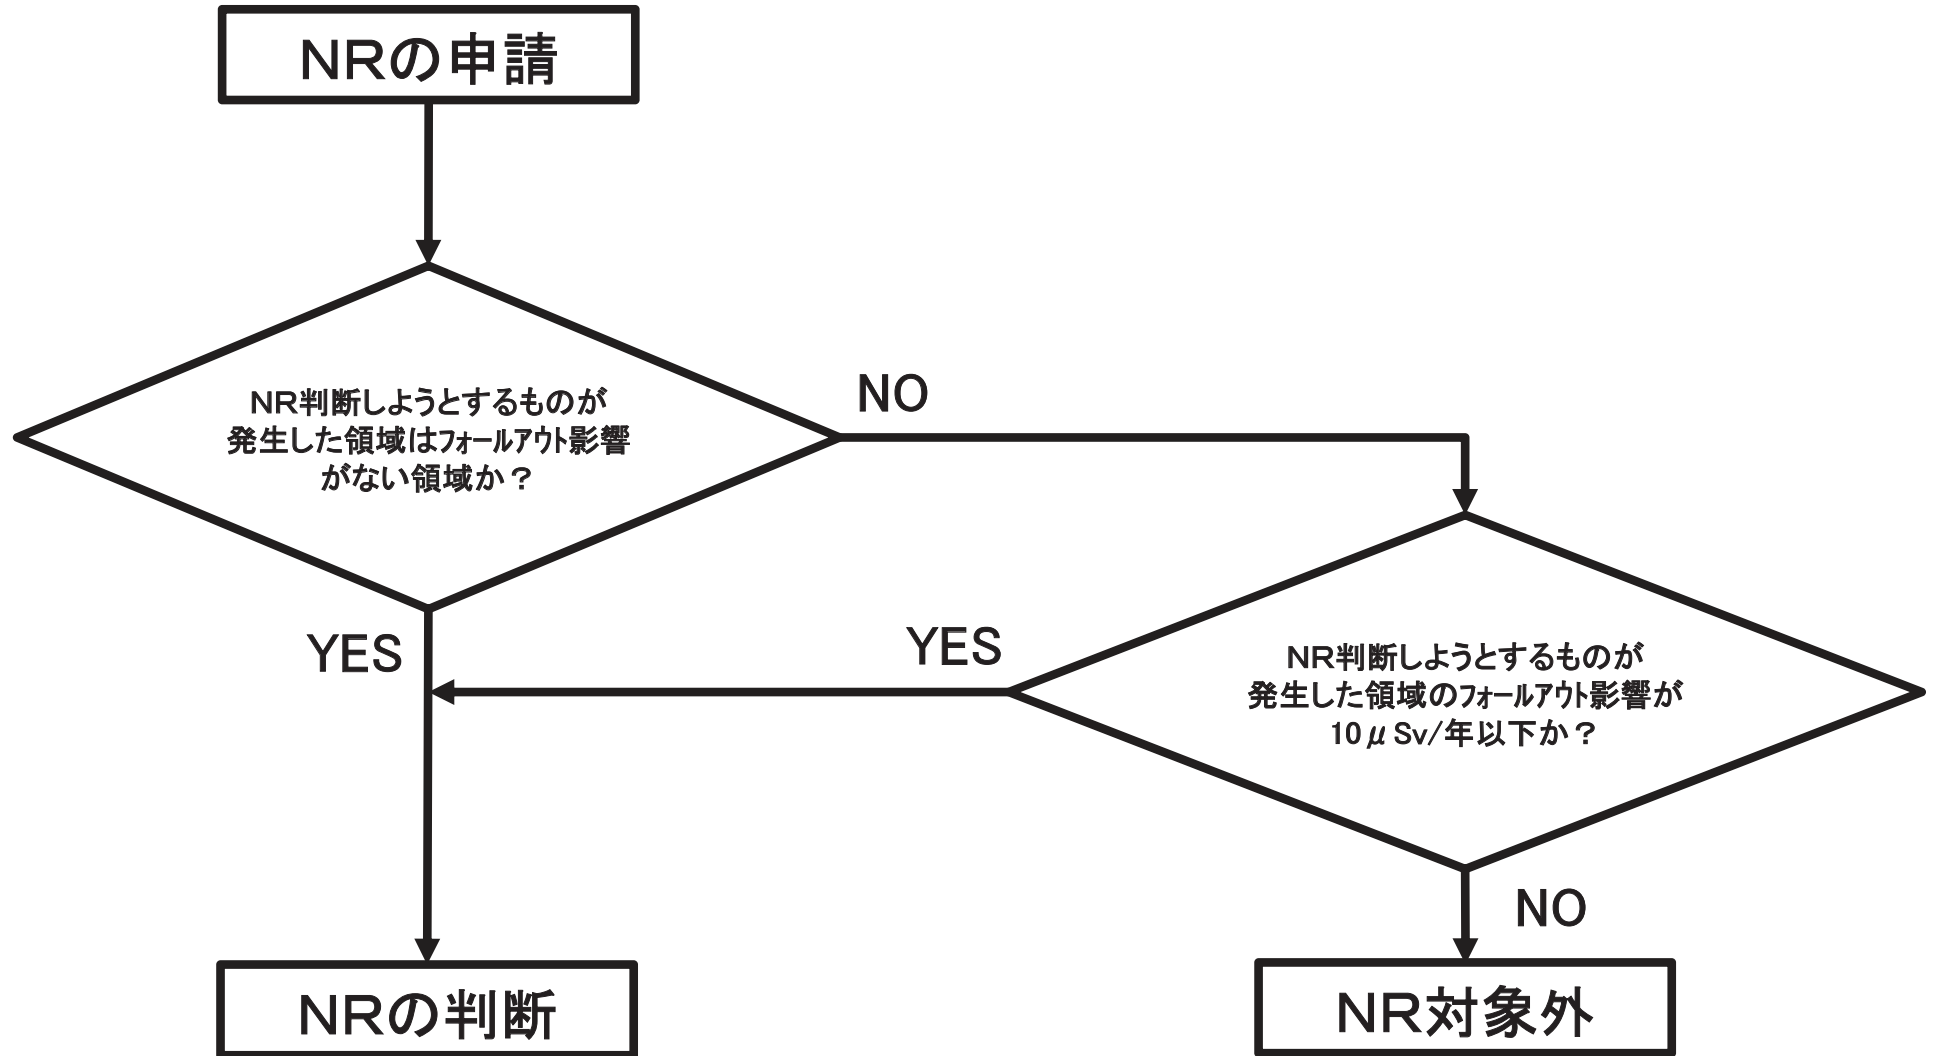 NRの申請
NR判断しようとするものが
発生した領域はフォールアウト影響
がない領域か？
NO
YES
YES
NR判断しようとするものが
発生した領域のフォールアウト影響が
10μSv/年以下か？
NO
NRの判断
NR対象外